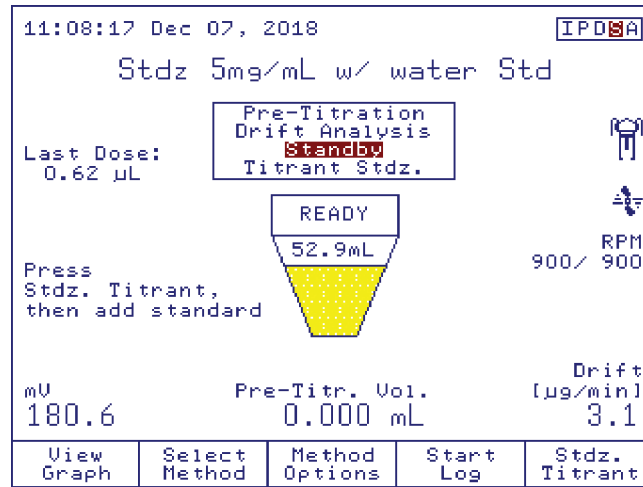 11:08:17 Dec 07, 2018 IPDSA
Stdz 5mg/mL w/ water Std
Pre-Titration
Drift Analysis
Standby
Titrant Stdz.
Last Dose:
0.62 µL
READY
52.9mL
RPM
900/ 900
Press
Stdz. Titrant,
then add standard
mV
180.6
Pre-Titr. Vol.
0.000 mL
Drift
[µg/min]
3.1
View
Graph
Select
Method
Method
Options
Start
Log
Stdz.
Titrant